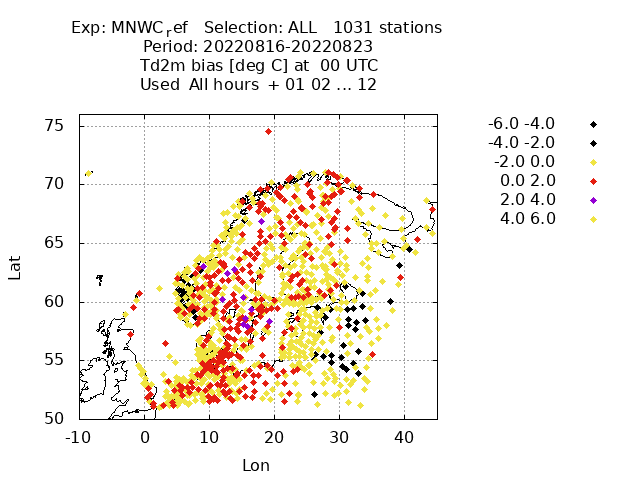 Exp: MNWC_ref   Selection: ALL   1031 stations
Period: 20220816-20220823
Td2m bias [deg C] at  00 UTC
Used  All hours  + 01 02 ... 12
-6.0 -4.0
-4.0 -2.0
-2.0 0.0
0.0 2.0
2.0 4.0
4.0 6.0
75
70
65
60
55
50
Lat
-10 0 10 20 30 40
Lon